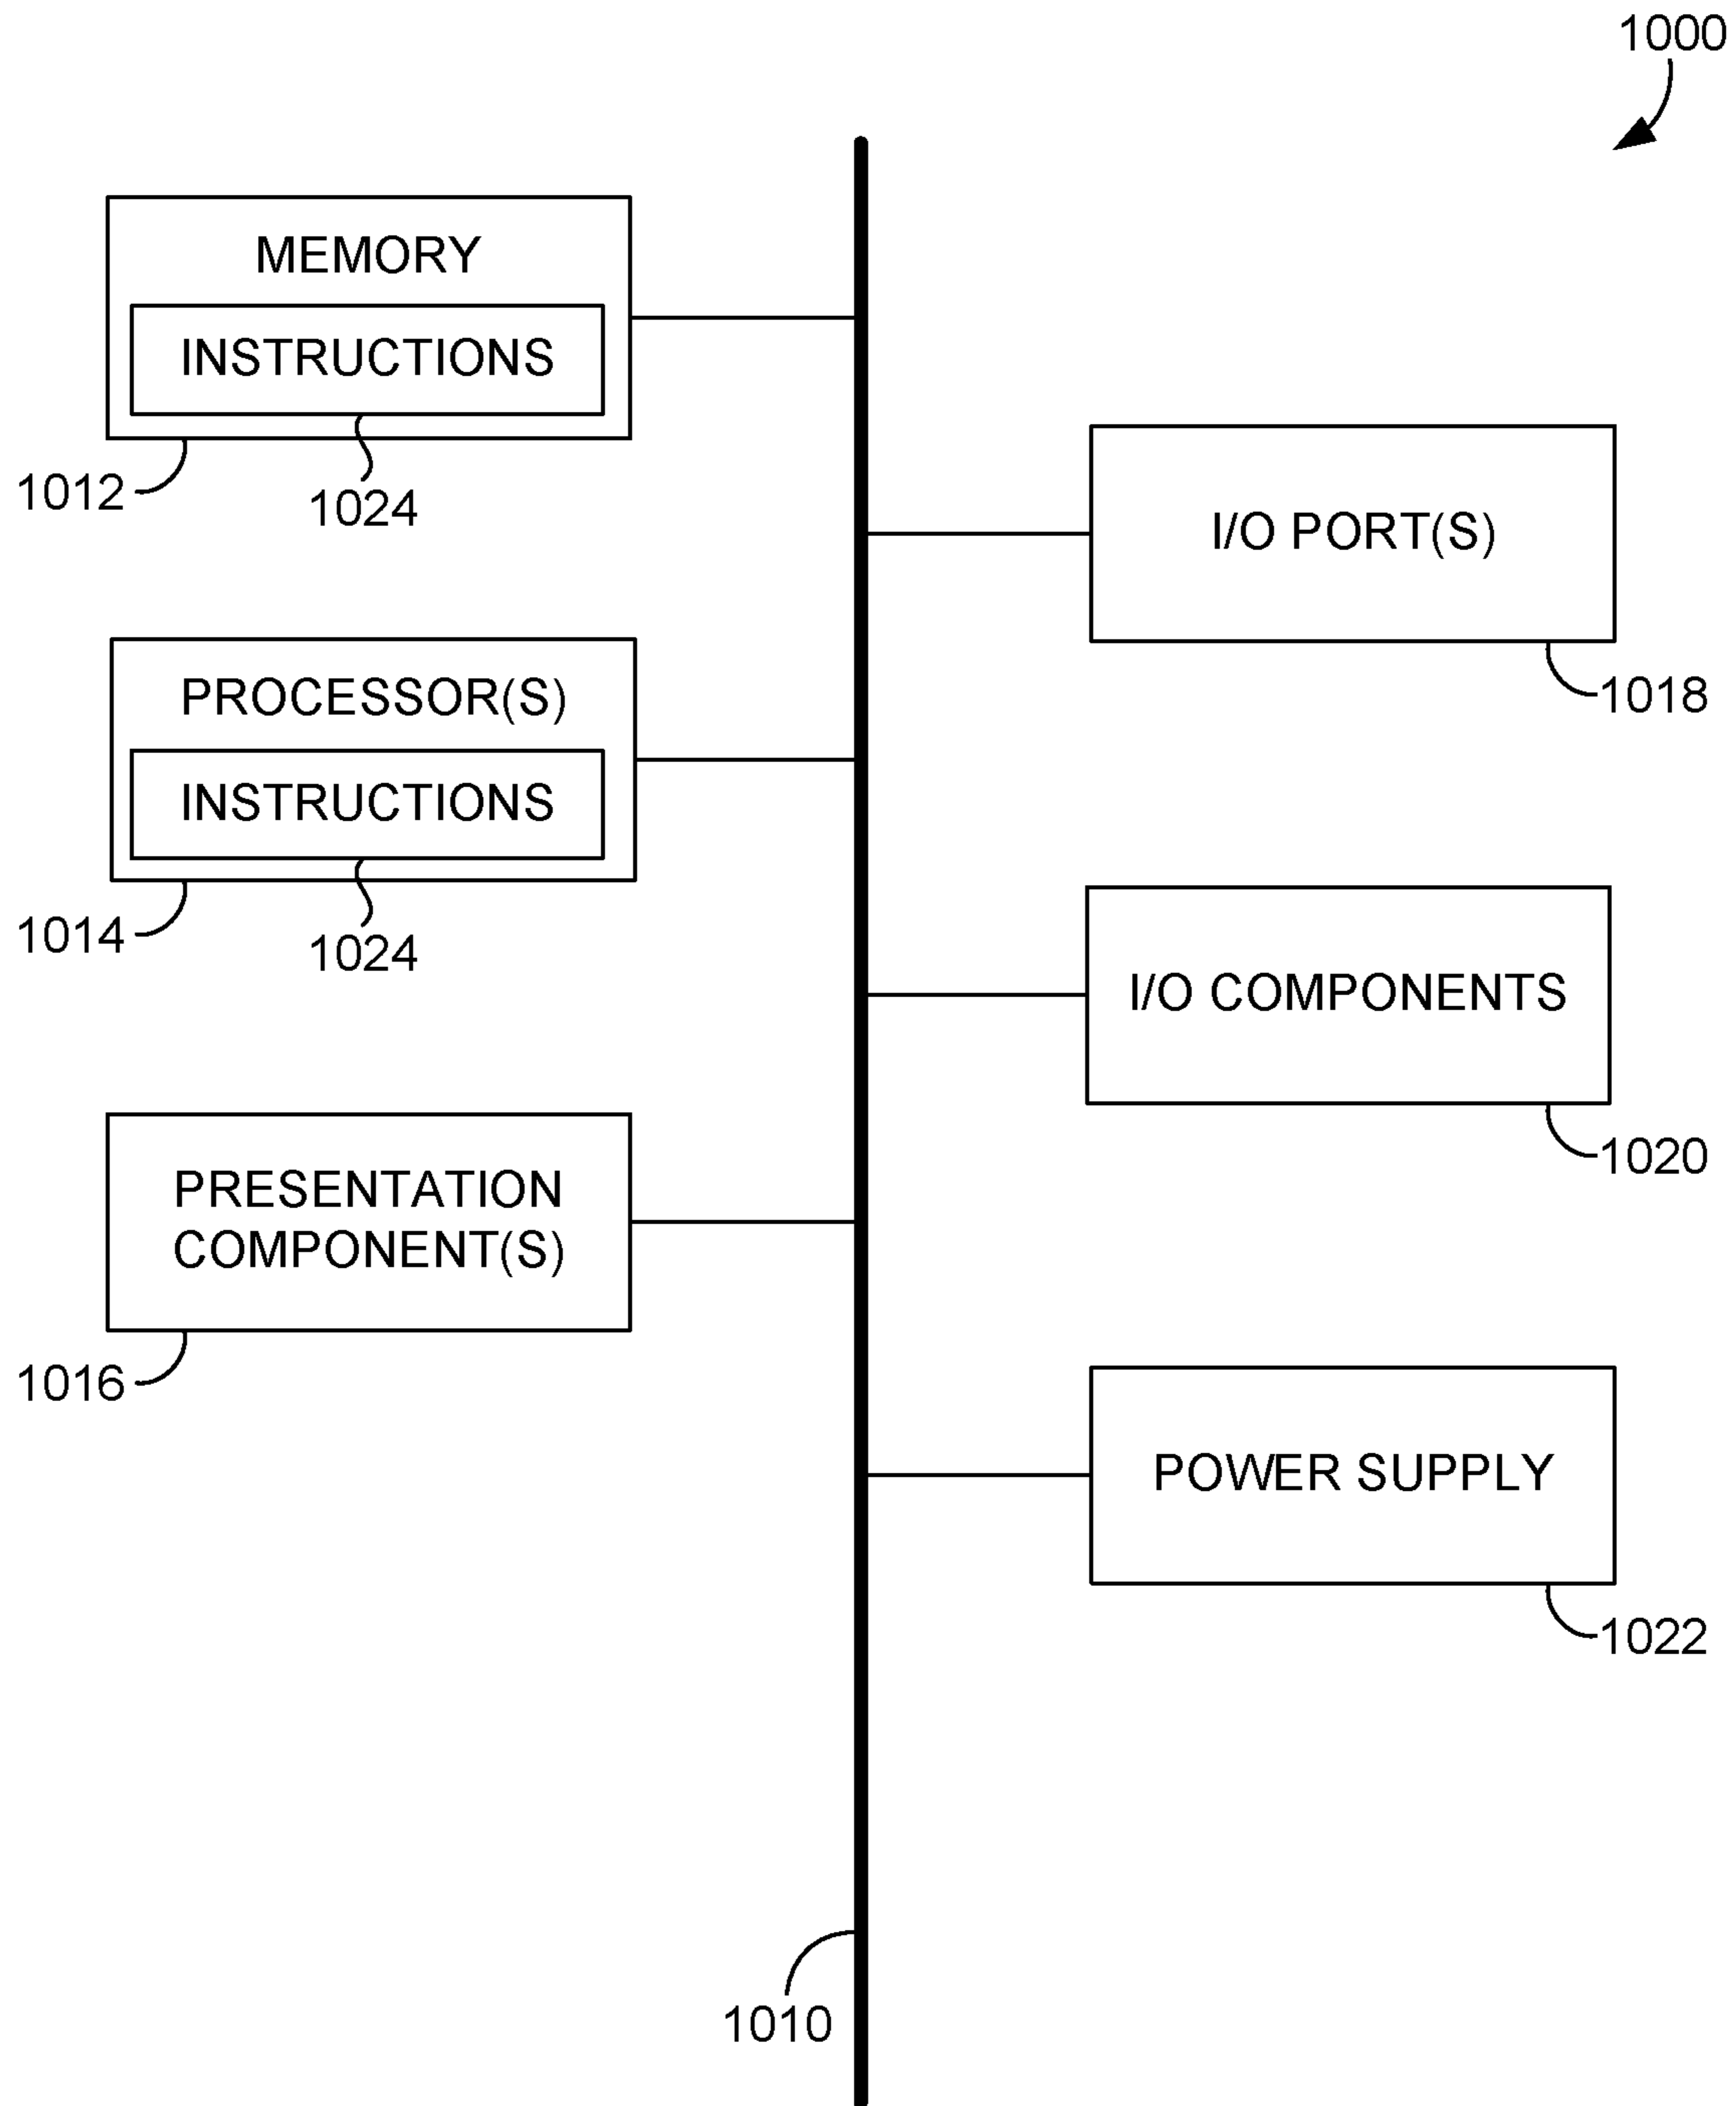 1000
MEMORY
INSTRUCTIONS
1012
1024
PROCESSOR(S)
INSTRUCTIONS
1014
1024
PRESENTATION
COMPONENT(S)
1016
I/O PORT(S)
1018
I/O COMPONENTS
1020
POWER SUPPLY
1022
1010